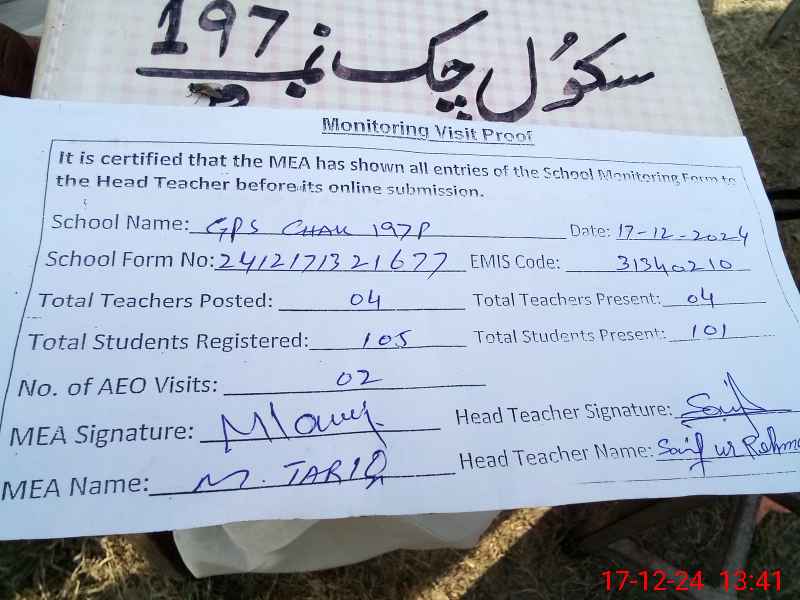 سکوُل چک نمبر 197
Monitoring Visit Proof
It is certified that the MEA has shown all entries of the School Monitoring Form to
the Head Teacher before its online submission.
School Name: GPS CHAK 197P Date: 17-12-2024
School Form No: 2412171321677 EMIS Code: 31340210
Total Teachers Posted: 04 Total Teachers Present: 04
Total Students Registered: 105 Total Students Present: 101
No. of AEO Visits: 02
MEA Signature: Head Teacher Signature: Saif
MEA Name: M. TARIQ Head Teacher Name: Saif ur Rehma
17-12-24 13:41